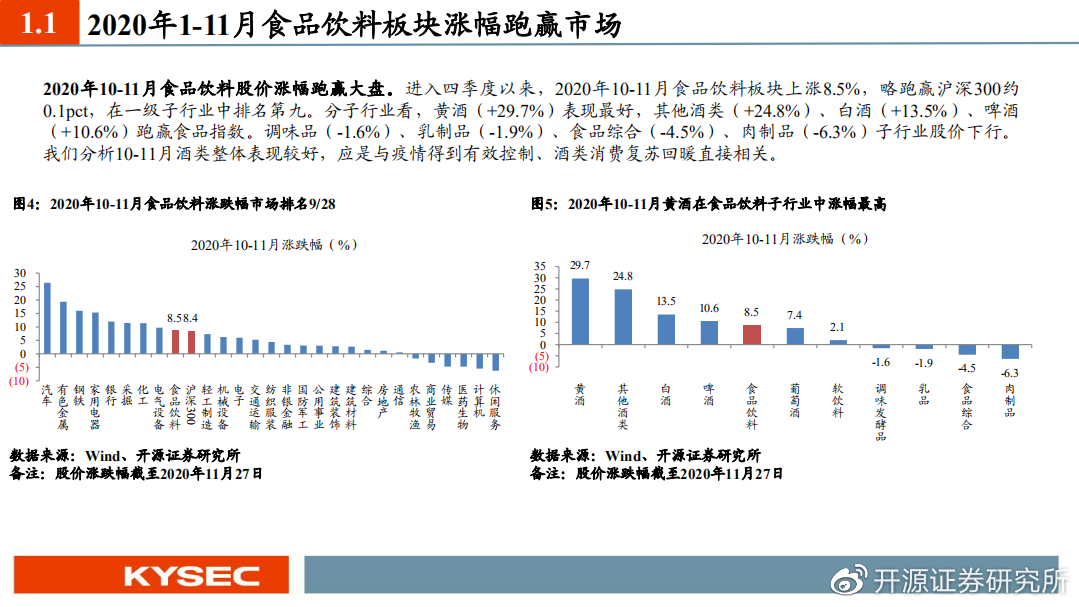 1.1
2020年1-11月食品饮料板块涨幅跑赢市场
2020年10-11月食品饮料股价涨幅跑赢大盘。进入四季度以来，2020年10-11月食品饮料板块上涨8.5%，略跑赢沪深300约
0.1pct，在一级子行业中排名第九。分子行业看，黄酒（+29.7%）表现最好，其他酒类（+24.8%）、白酒（+13.5%）、啤酒
（+10.6%）跑赢食品指数。调味品（-1.6%）、乳制品（-1.9%）、食品综合（-4.5%）、肉制品（-6.3%）子行业股价下行。
我们分析10-11月酒类整体表现较好，应是与疫情得到有效控制、酒类消费复苏回暖直接相关。
图4：2020年10-11月食品饮料涨跌幅市场排名9/28
2020年10-11月涨跌幅（%）
30
25
20
15
10
5
0
(5)
(10)
8.5
8.4
汽车
有色金属
钢铁
家用电器
银行
采掘
化工
电气设备
食品饮料
沪深300
轻工制造
机械设备
电子
交通运输
纺织服装
非银金融
国防军工
公用事业
建筑装饰
建筑材料
综合
房地产
通信
农林牧渔
商业贸易
传媒
医药生物
计算机
休闲服务
数据来源：Wind、开源证券研究所
备注：股价涨跌幅截至2020年11月27日
图5：2020年10-11月黄酒在食品饮料子行业中涨幅最高
2020年10-11月涨跌幅（%）
35
30
25
20
15
10
5
0
(5)
(10)
29.7
24.8
13.5
10.6
8.5
7.4
2.1
-1.6
-1.9
-4.5
-6.3
黄酒
其他酒类
白酒
啤酒
食品饮料
葡萄酒
软饮料
调味发酵品
乳品
食品综合
肉制品
数据来源：Wind、开源证券研究所
备注：股价涨跌幅截至2020年11月27日
KYSEC
开源证券研究所